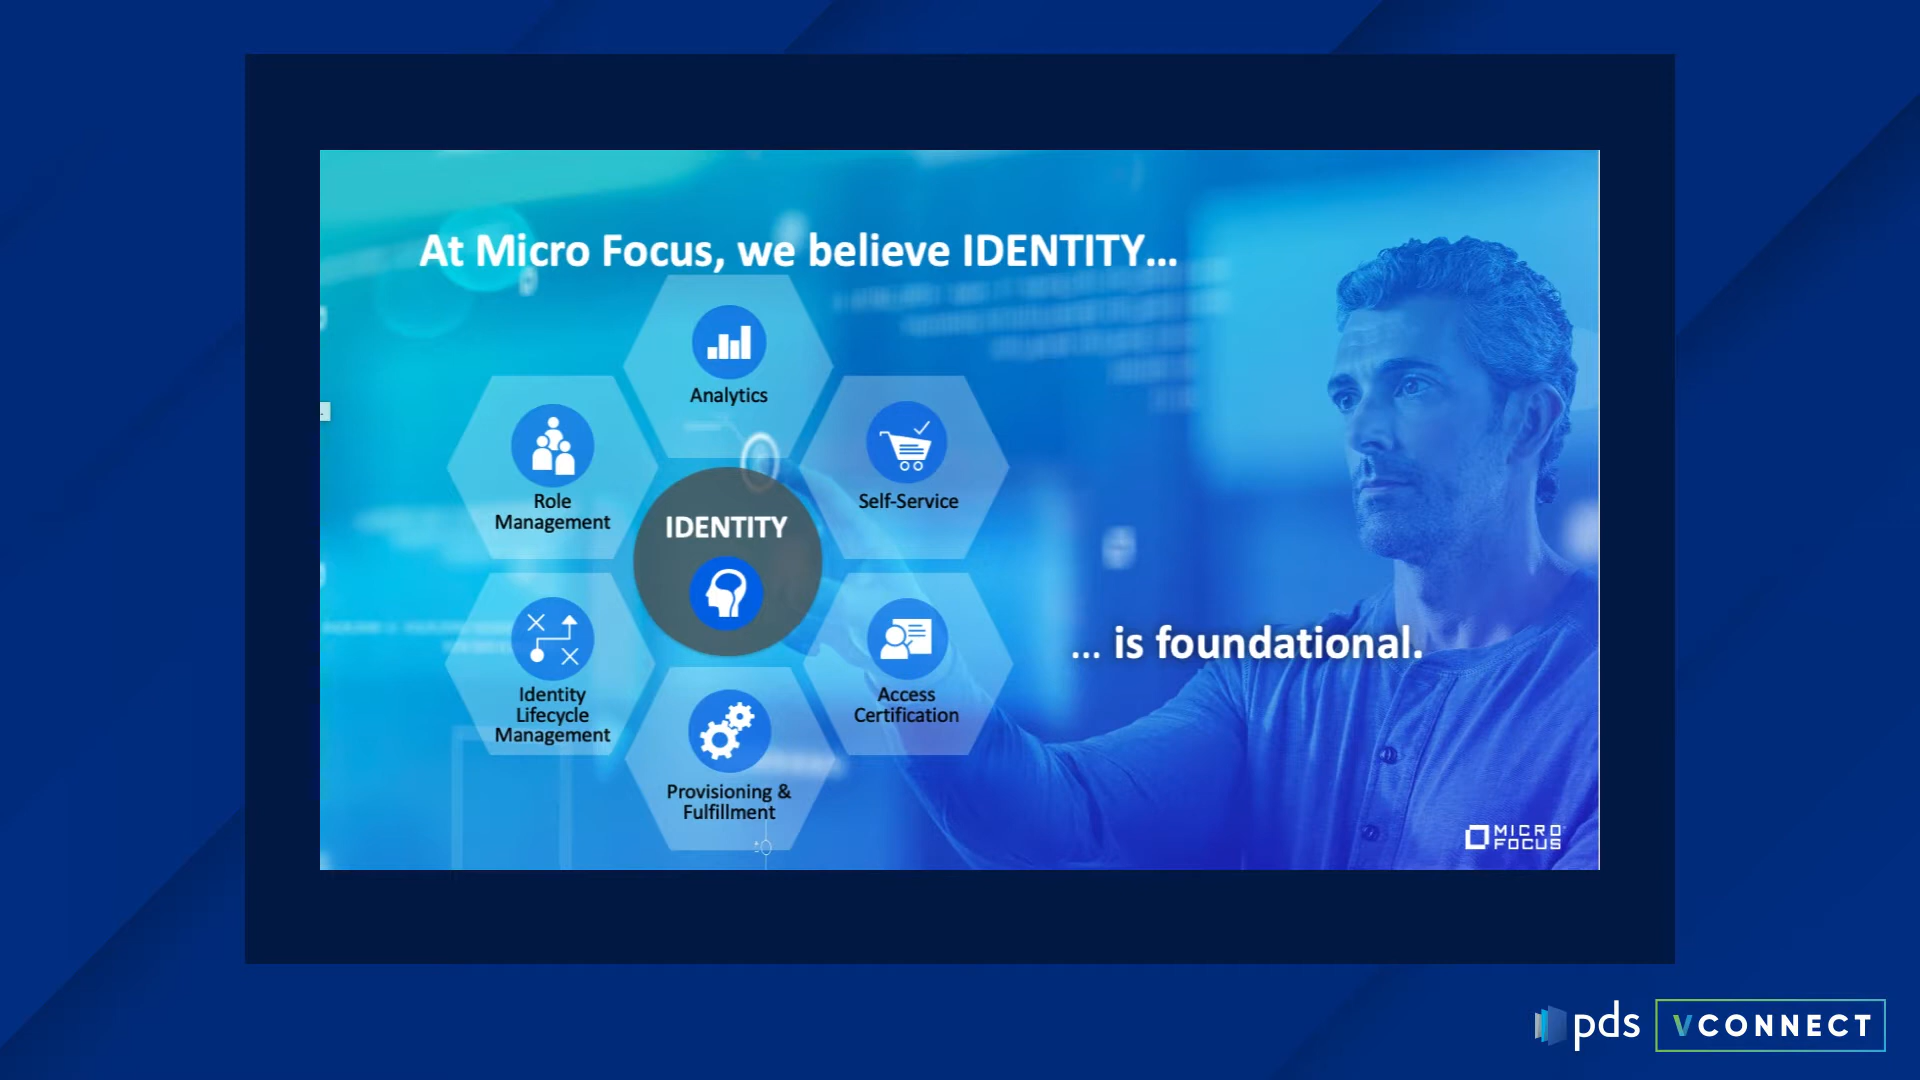 At Micro Focus, we believe IDENTITY...
Analytics
Role
Management
Self-Service
IDENTITY
Identity
Lifecycle
Management
Access
Certification
Provisioning &
Fulfillment
... is foundational.
MICRO
FOCUS
pds VCONNECT